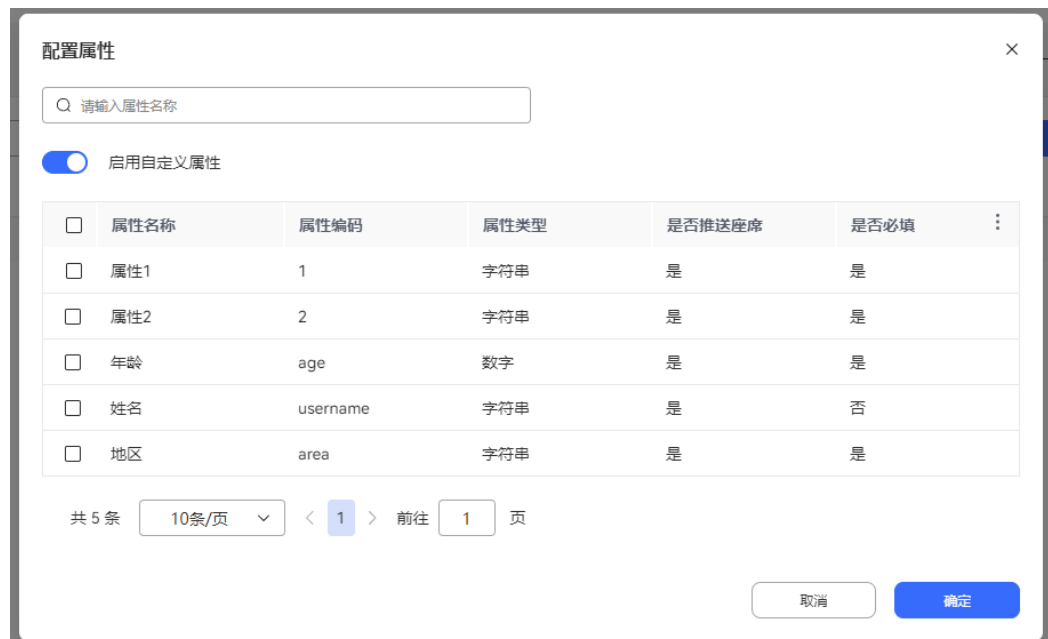 配置属性
请输入属性名称
启用自定义属性
属性名称 属性编码 属性类型 是否推送座席 是否必填
属性1 1 字符串 是 是
属性2 2 字符串 是 是
年龄 age 数字 是 是
姓名 username 字符串 是 否
地区 area 字符串 是 是
共 5 条 10条/页 1 前往 1 页
取消 确定